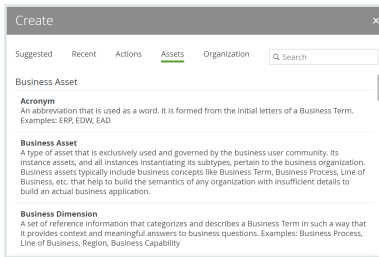 Create
Suggested Recent Actions Assets Organization Search
Business Asset
Acronym
An abbreviation that is used as a word. It is formed from the initial letters of a Business Term.
Examples: ERP, EDW, EAD
Business Asset
A type of asset that is exclusively used and governed by the business user community. Its
instance assets, and all instances instantiating its subtypes, pertain to the business organization.
Business assets typically include business concepts like Business Term, Business Process, Line of
Business, etc. that help to build the semantics of any organization with insufficient details to
build an actual business application.
Business Dimension
A set of reference information that categorizes and describes a Business Term in such a way that
it provides context and meaningful answers to business questions. Examples: Business Process,
Line of Business, Region, Business Capability